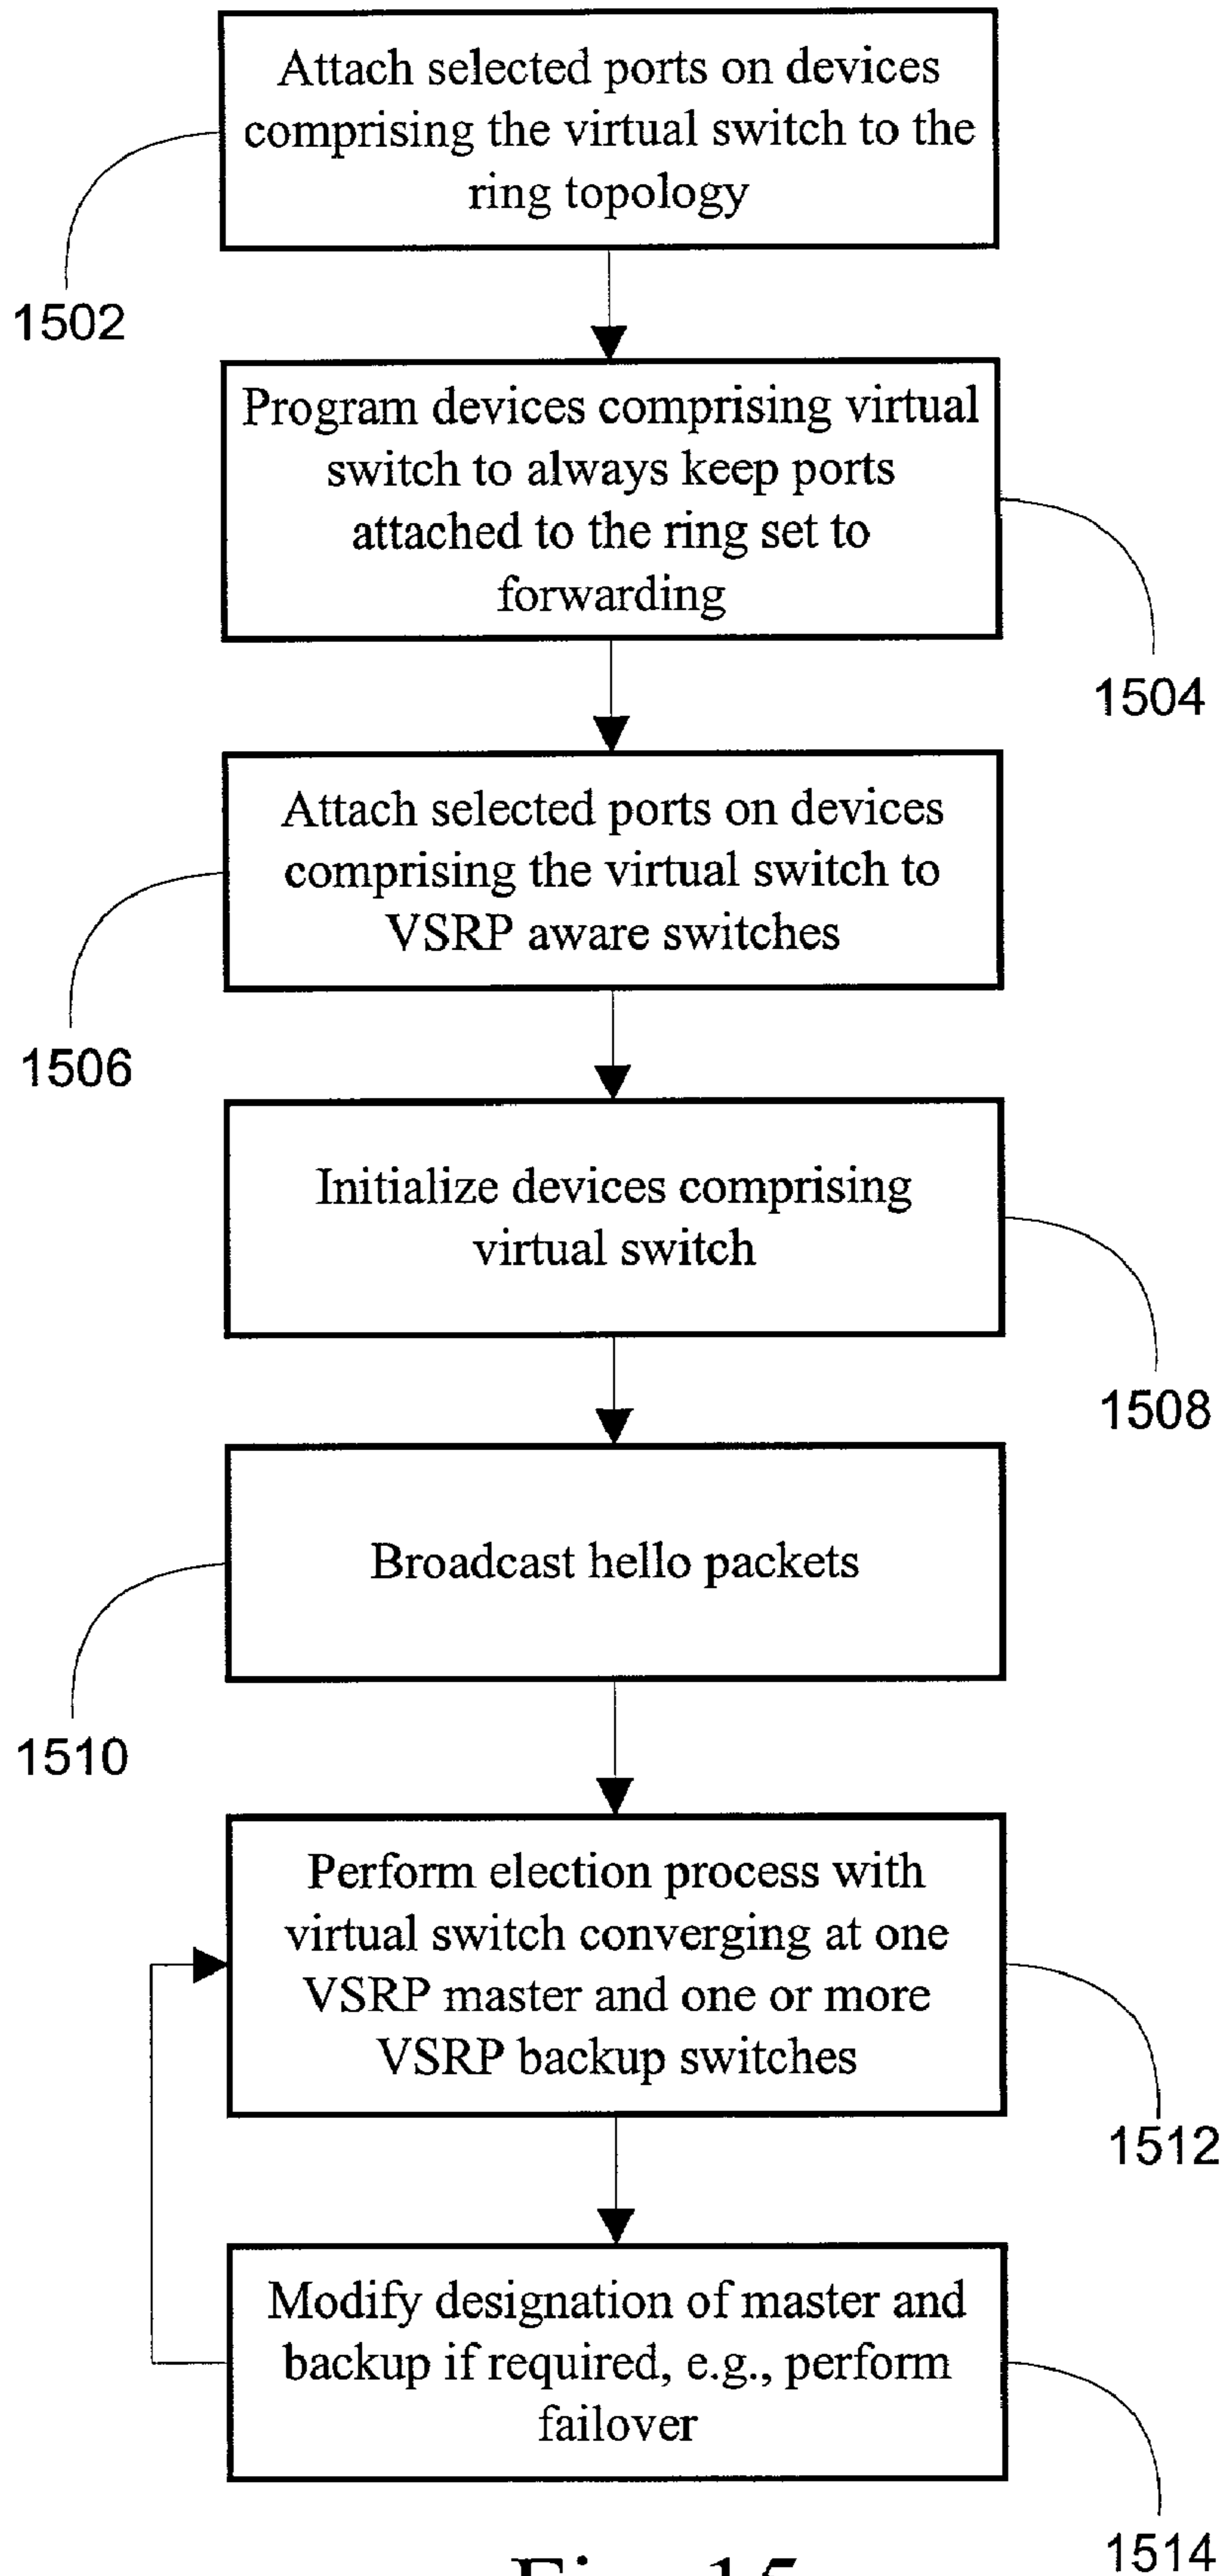 Attach selected ports on devices
comprising the virtual switch to the
ring topology
1502
Program devices comprising virtual
switch to always keep ports
attached to the ring set to
forwarding
1504
Attach selected ports on devices
comprising the virtual switch to
VSRP aware switches
1506
Initialize devices comprising
virtual switch
1508
Broadcast hello packets
1510
Perform election process with
virtual switch converging at one
VSRP master and one or more
VSRP backup switches
1512
Modify designation of master and
backup if required, e.g., perform
failover
1514
Fig. 15